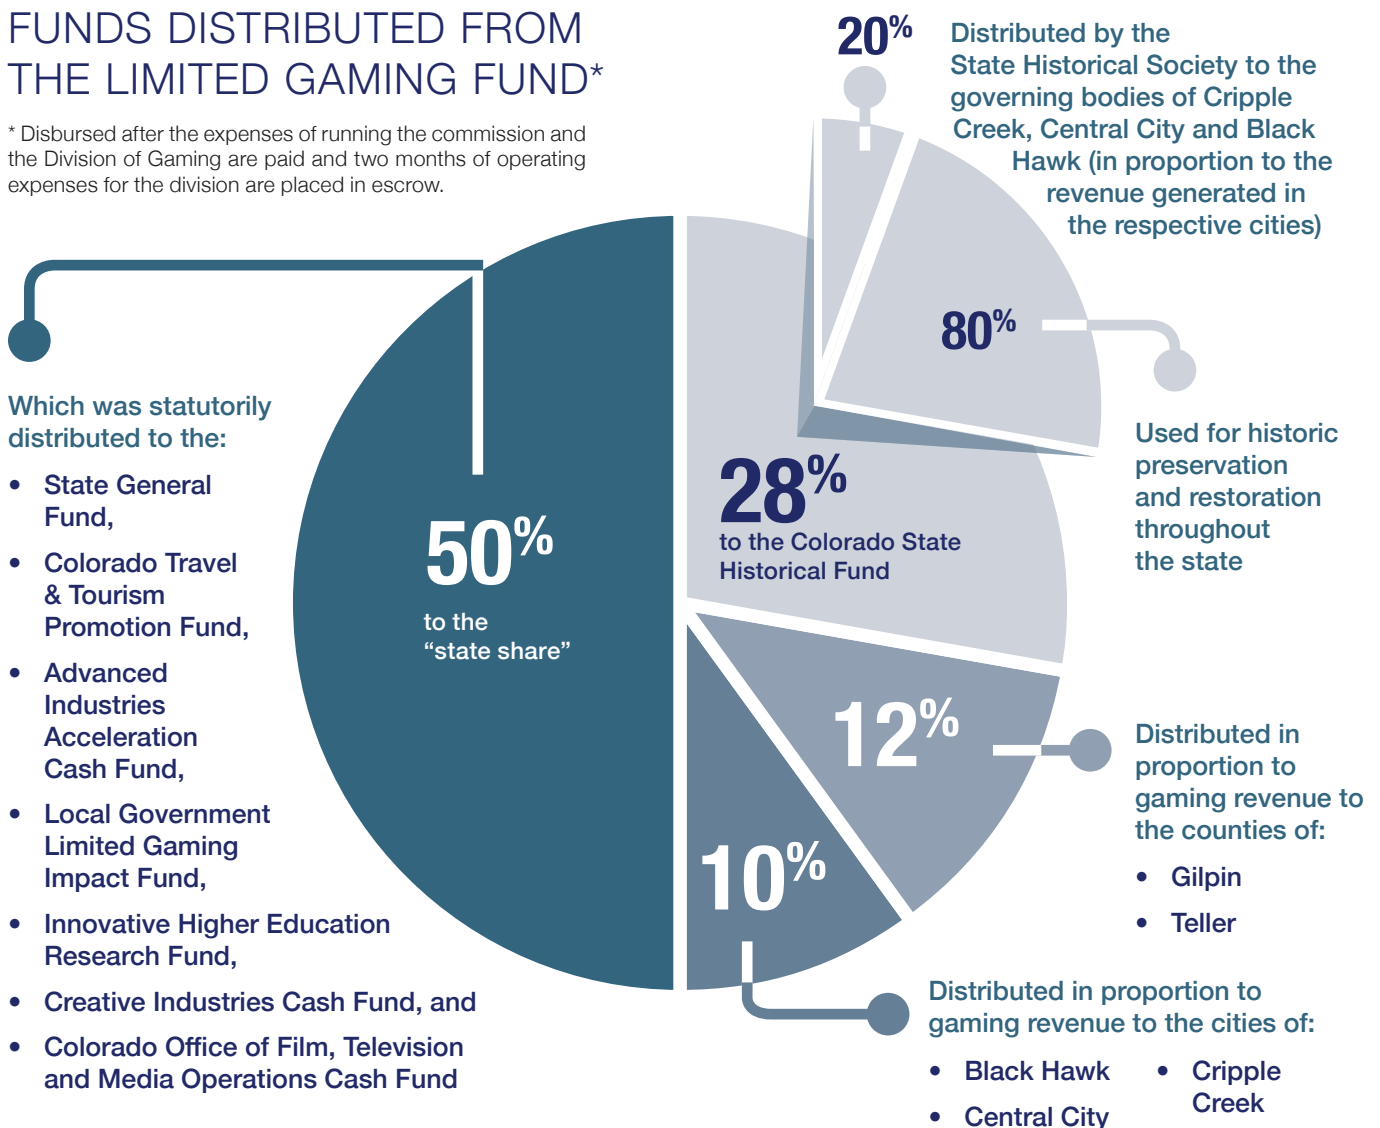 FUNDS DISTRIBUTED FROM
THE LIMITED GAMING FUND*
* Disbursed after the expenses of running the commission and
the Division of Gaming are paid and two months of operating
expenses for the division are placed in escrow.
20%
Distributed by the
State Historical Society to the
governing bodies of Cripple
Creek, Central City and Black
Hawk (in proportion to the
revenue generated in
the respective cities)
80%
Used for historic
preservation
and restoration
throughout
the state
28%
to the Colorado State
Historical Fund
50%
to the
“state share”
Which was statutorily
distributed to the:
• State General
Fund,
• Colorado Travel
& Tourism
Promotion Fund,
• Advanced
Industries
Acceleration
Cash Fund,
• Local Government
Limited Gaming
Impact Fund,
• Innovative Higher Education
Research Fund,
• Creative Industries Cash Fund, and
• Colorado Office of Film, Television
and Media Operations Cash Fund
12%
Distributed in
proportion to
gaming revenue to
the counties of:
• Gilpin
• Teller
10%
Distributed in proportion to
gaming revenue to the cities of:
• Black Hawk
• Central City
• Cripple
Creek